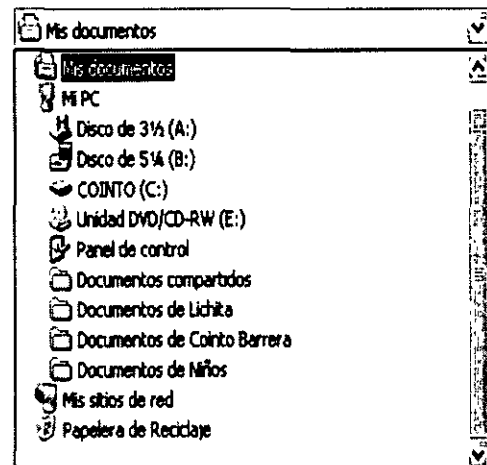 Mis documentos
Mis documentos
Mi PC
Disco de 3½ (A:)
Disco de 5¼ (B:)
COINTO (C:)
Unidad DVD/CD-RW (E:)
Panel de control
Documentos compartidos
Documentos de Lichita
Documentos de Cointo Barrera
Documentos de Niños
Mis sitios de red
Papelera de Reciclaje